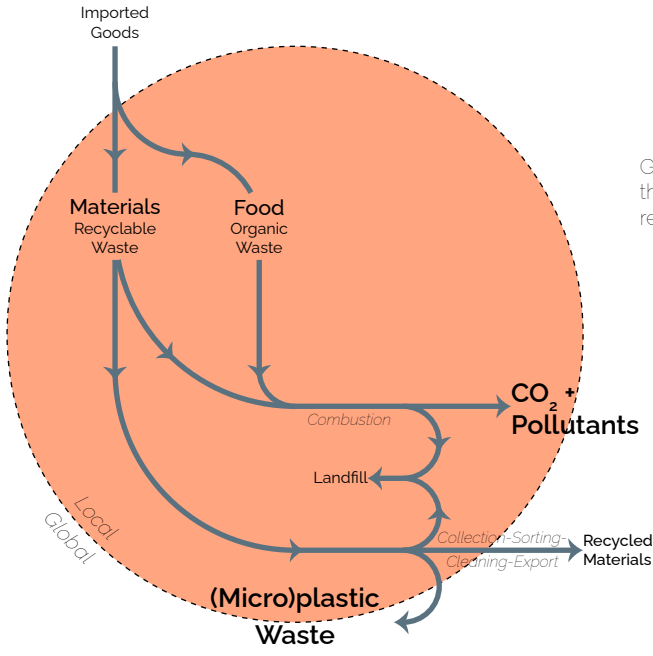 Imported
Goods
Materials
Recyclable
Waste
Food
Organic
Waste
CO2 +
Pollutants
Combustion
Landfill
Local
Global
Collection-Sorting-
Cleaning-Export
Recycled
Materials
(Micro)plastic
Waste